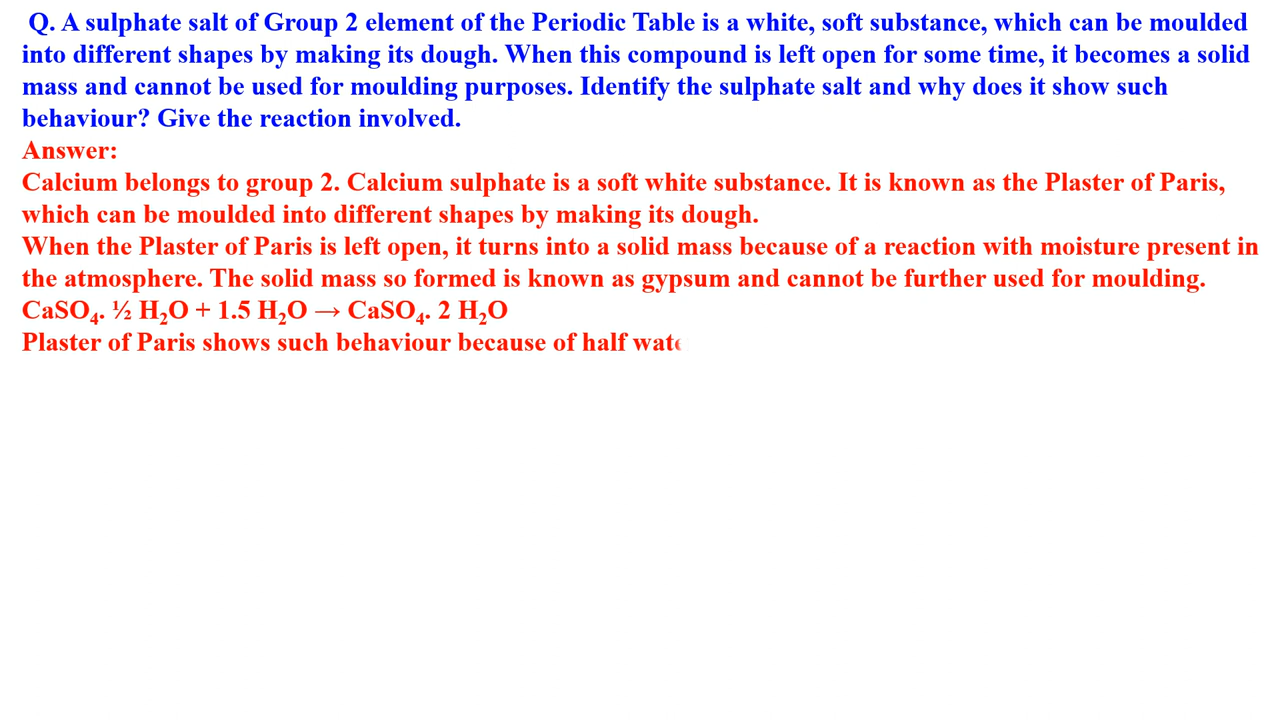 Q. A sulphate salt of Group 2 element of the Periodic Table is a white, soft substance, which can be moulded
into different shapes by making its dough. When this compound is left open for some time, it becomes a solid
mass and cannot be used for moulding purposes. Identify the sulphate salt and why does it show such
behaviour? Give the reaction involved.
Answer:
Calcium belongs to group 2. Calcium sulphate is a soft white substance. It is known as the Plaster of Paris,
which can be moulded into different shapes by making its dough.
When the Plaster of Paris is left open, it turns into a solid mass because of a reaction with moisture present in
the atmosphere. The solid mass so formed is known as gypsum and cannot be further used for moulding.
CaSO₄. ½ H₂O + 1.5 H₂O → CaSO₄. 2 H₂O
Plaster of Paris shows such behaviour because of half